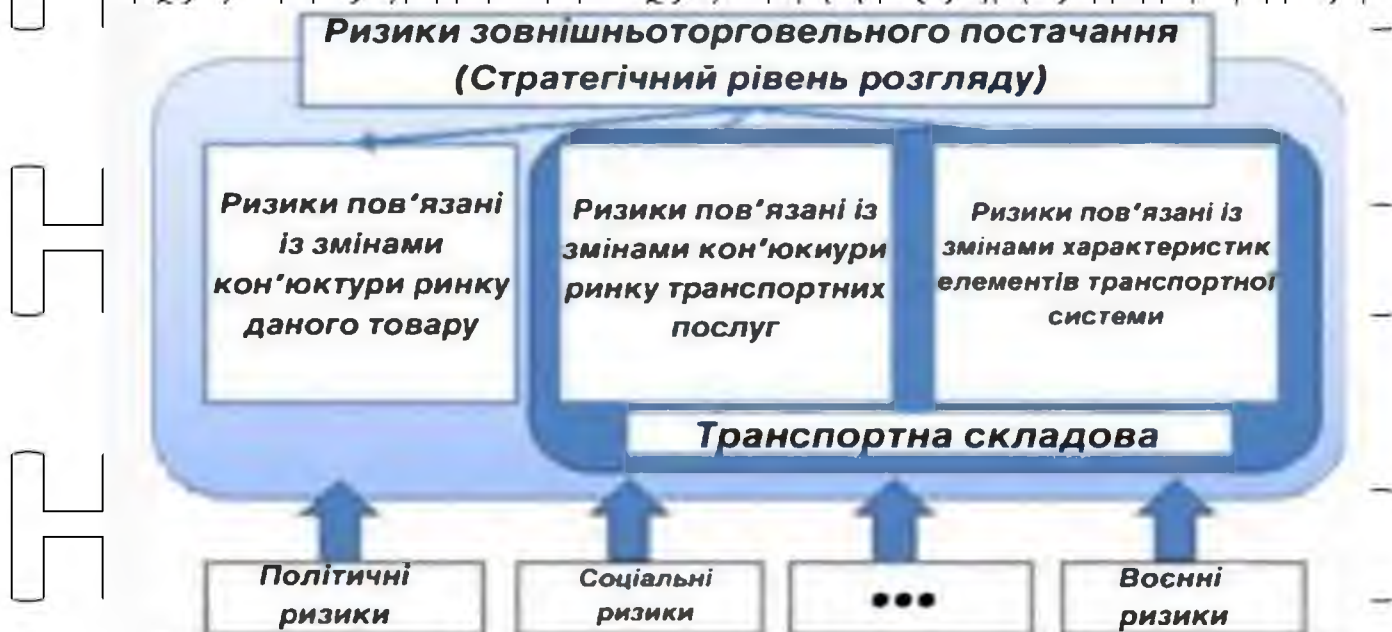 Ризики зовнішньоторговельного постачання
(Стратегічний рівень розгляду)
Ризики пов'язані
із змінами
кон'юктури ринку
даного товару
Ризики пов'язані із
змінами кон'юкиури
ринку транспортних
послуг
Ризики пов'язані із
змінами характеристик
елементів транспортної
системи
Транспортна складова
Політичні
ризики
Соціальні
ризики
•••
Воєнні
ризики